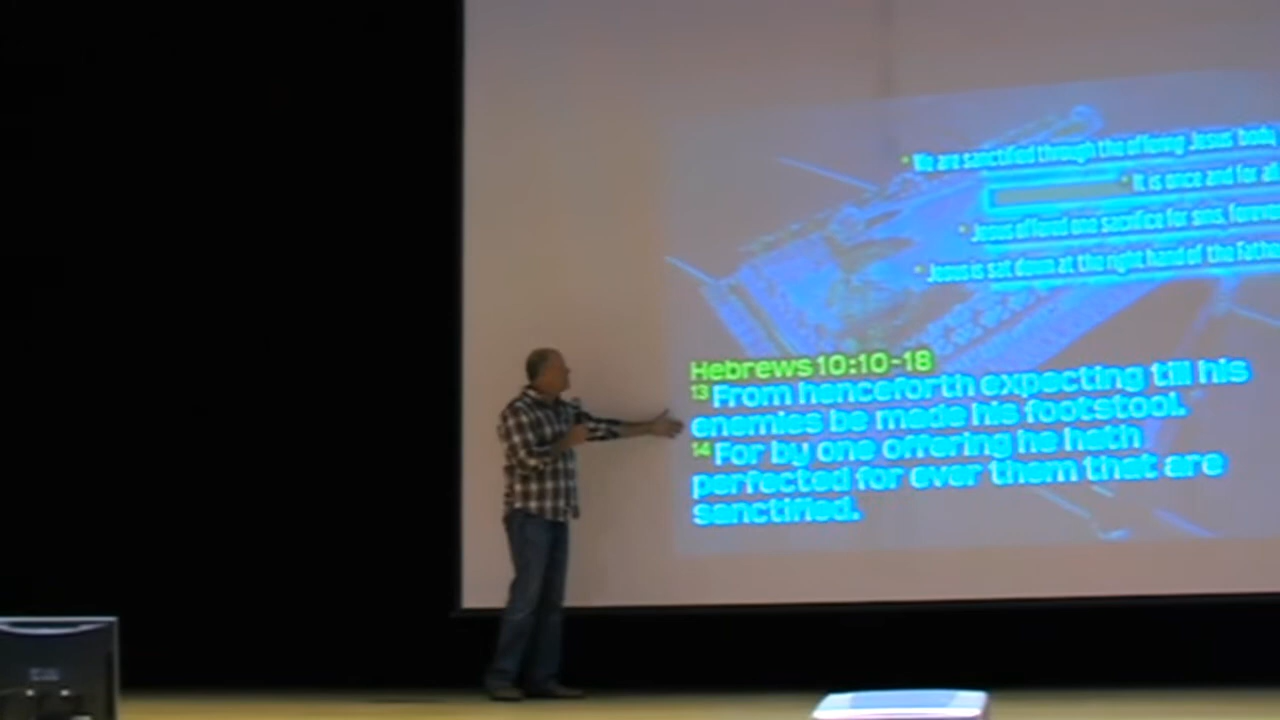 • We are sanctified through the offering Jesus' body,
• It is once and for all
• Jesus offered one sacrifice for sins, forever
• Jesus is sat down at the right hand of the Father
Hebrews 10:10-18
13 From henceforth expecting till his
enemies be made his footstool.
14 For by one offering he hath
perfected for ever them that are
sanctified.